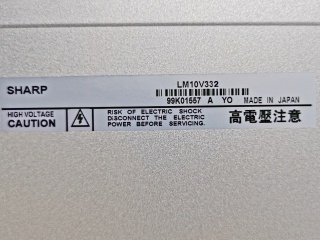 SHARP
LM10V332
99K01557 A YO MADE IN JAPAN
HIGH VOLTAGE
CAUTION
RISK OF ELECTRIC SHOCK
DISCONNECT THE ELECTRIC
POWER BEFORE SERVICING.
高電壓注意